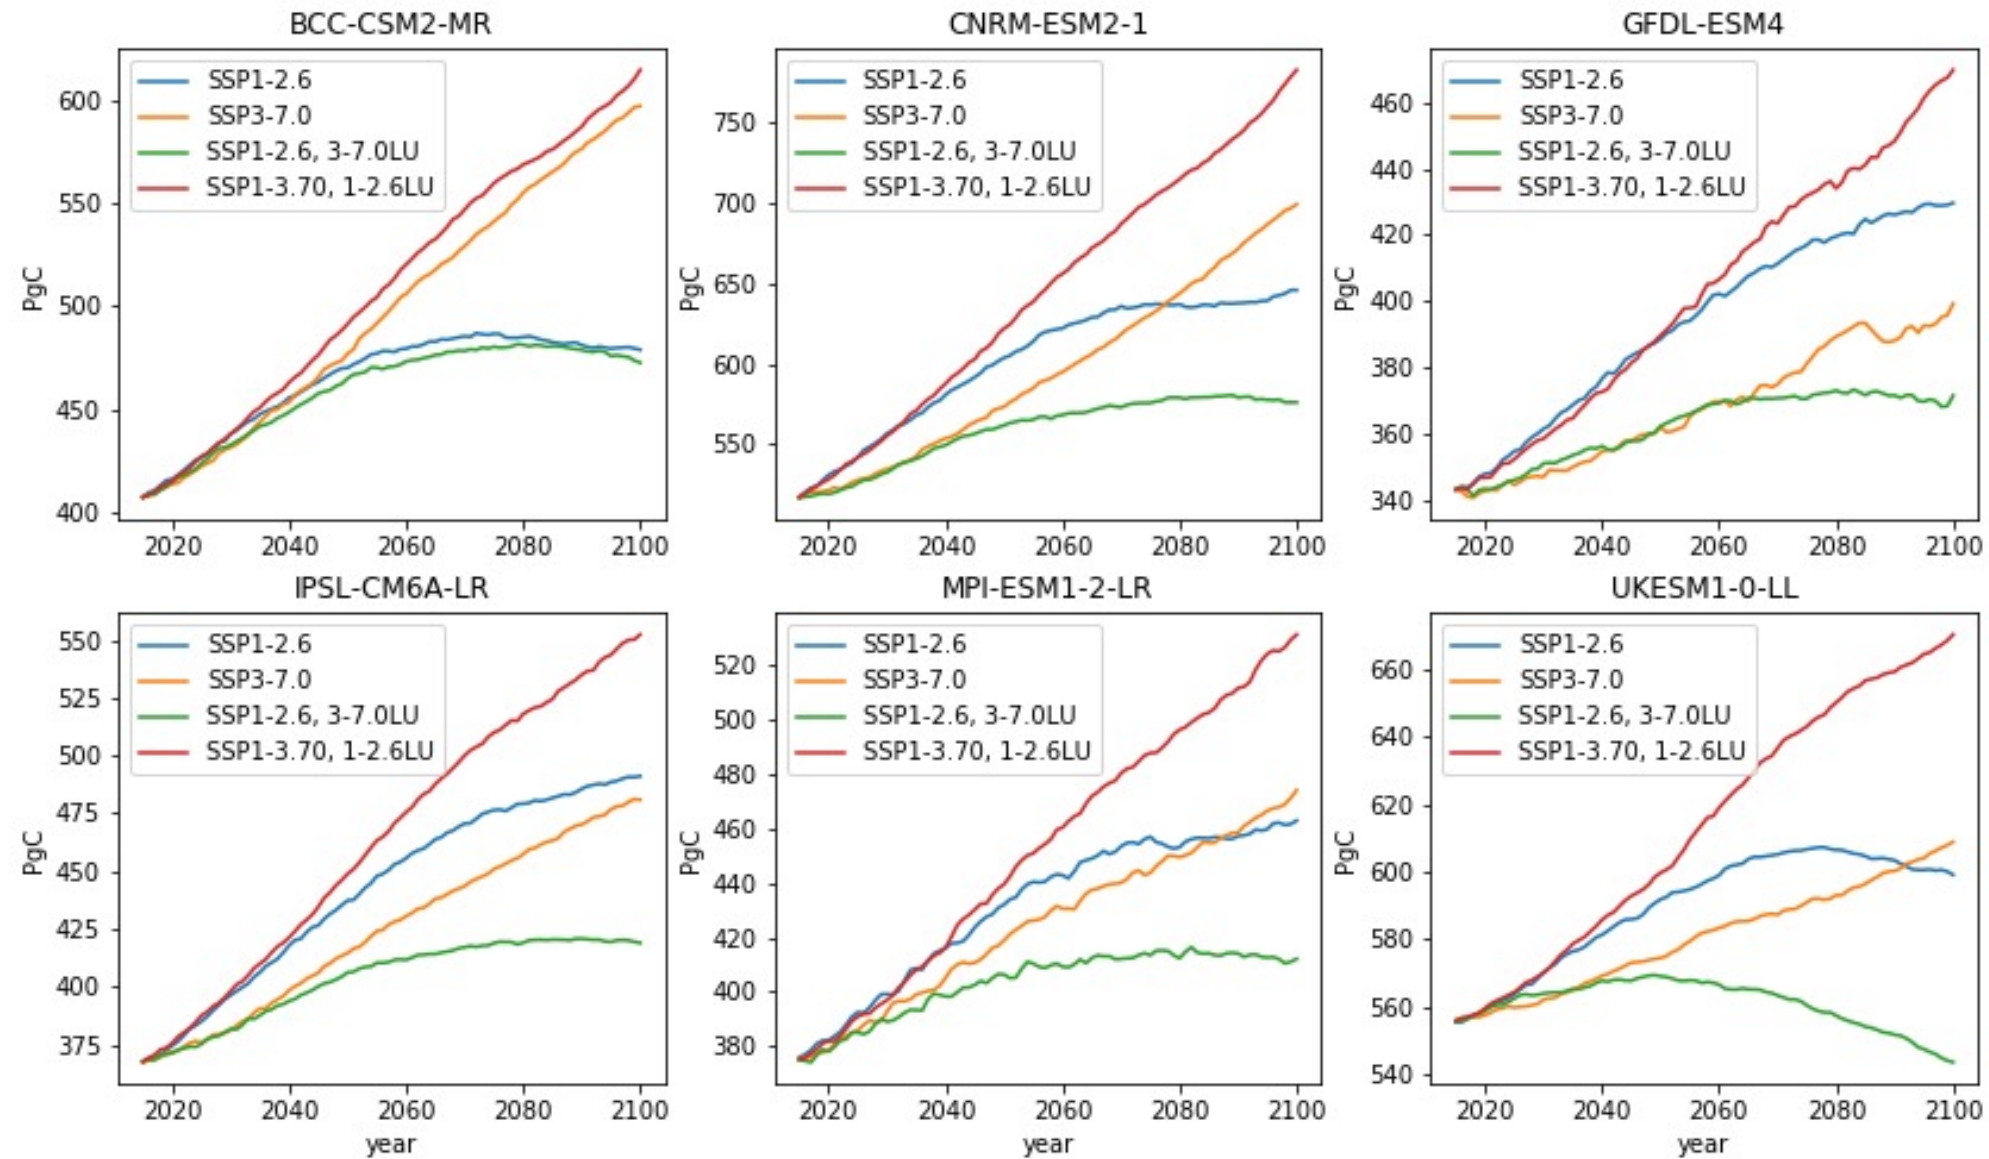 BCC-CSM2-MR
SSP1-2.6
SSP3-7.0
SSP1-2.6, 3-7.0LU
SSP1-3.70, 1-2.6LU
600
550
500
450
400
PgC
2020 2040 2060 2080 2100
CNRM-ESM2-1
SSP1-2.6
SSP3-7.0
SSP1-2.6, 3-7.0LU
SSP1-3.70, 1-2.6LU
750
700
650
600
550
PgC
2020 2040 2060 2080 2100
GFDL-ESM4
SSP1-2.6
SSP3-7.0
SSP1-2.6, 3-7.0LU
SSP1-3.70, 1-2.6LU
460
440
420
400
380
360
340
PgC
2020 2040 2060 2080 2100
IPSL-CM6A-LR
SSP1-2.6
SSP3-7.0
SSP1-2.6, 3-7.0LU
SSP1-3.70, 1-2.6LU
550
525
500
475
450
425
400
375
PgC
2020 2040 2060 2080 2100
year
MPI-ESM1-2-LR
SSP1-2.6
SSP3-7.0
SSP1-2.6, 3-7.0LU
SSP1-3.70, 1-2.6LU
520
500
480
460
440
420
400
380
PgC
2020 2040 2060 2080 2100
year
UKESM1-0-LL
SSP1-2.6
SSP3-7.0
SSP1-2.6, 3-7.0LU
SSP1-3.70, 1-2.6LU
660
640
620
600
580
560
540
PgC
2020 2040 2060 2080 2100
year